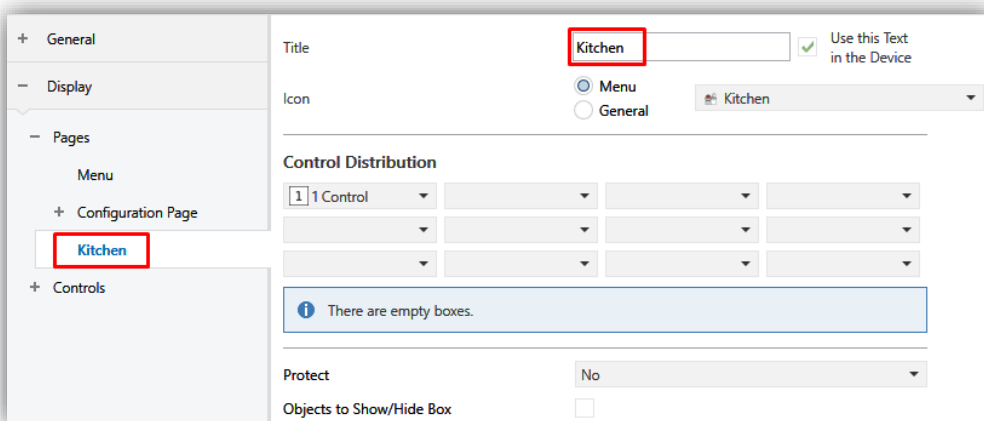 + General
− Display
− Pages
Menu
+ Configuration Page
Kitchen
+ Controls
Title
Kitchen
Use this Text
in the Device
Icon
Menu
General
Kitchen
Control Distribution
1 1 Control
There are empty boxes.
Protect
No
Objects to Show/Hide Box